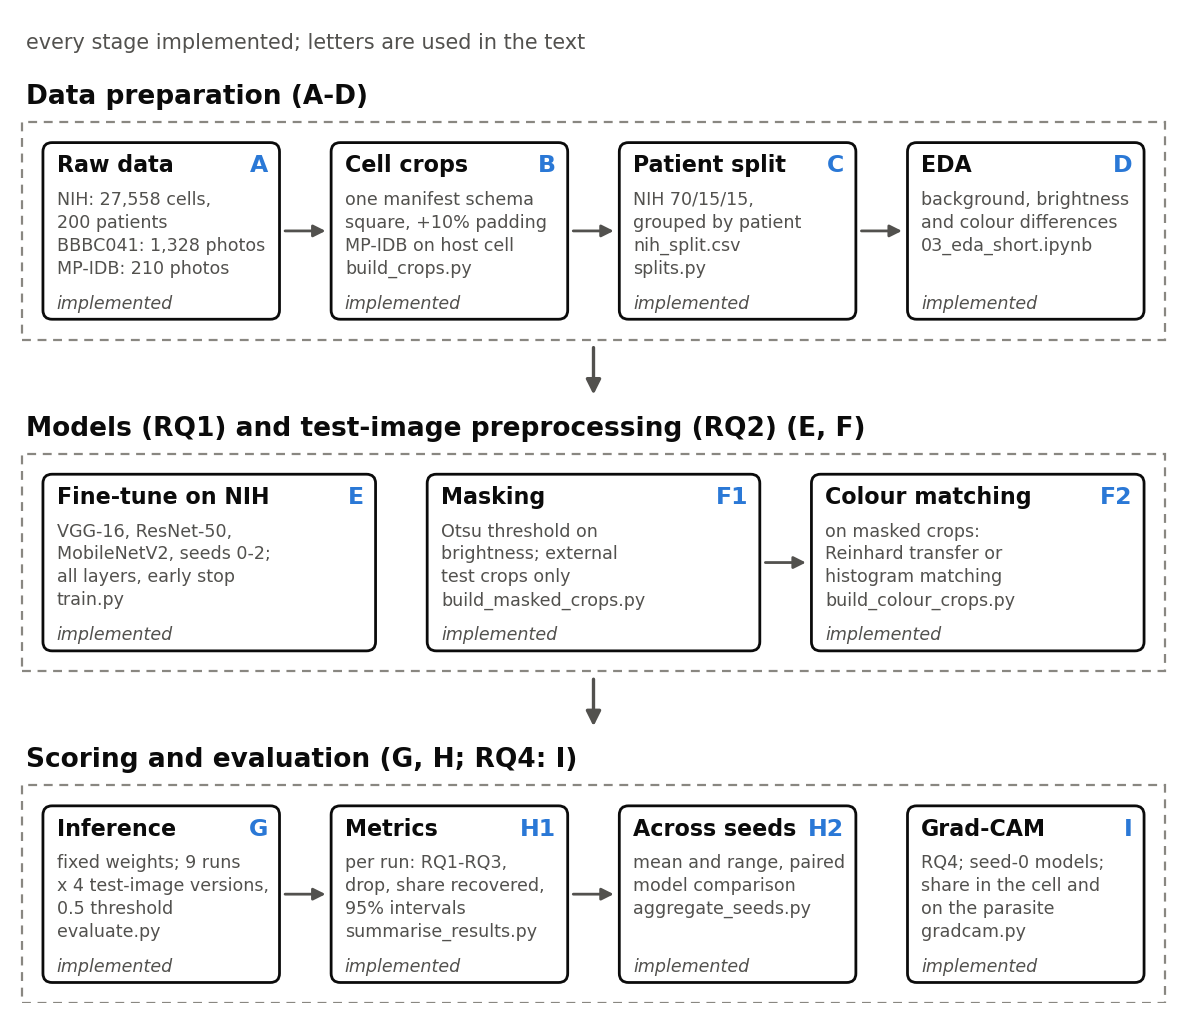 every stage implemented; letters are used in the text
Data preparation (A-D)
Raw data A
NIH: 27,558 cells,
200 patients
BBBC041: 1,328 photos
MP-IDB: 210 photos
implemented
Cell crops B
one manifest schema
square, +10% padding
MP-IDB on host cell
build_crops.py
implemented
Patient split C
NIH 70/15/15,
grouped by patient
nih_split.csv
splits.py
implemented
EDA D
background, brightness
and colour differences
03_eda_short.ipynb
implemented
Models (RQ1) and test-image preprocessing (RQ2) (E, F)
Fine-tune on NIH E
VGG-16, ResNet-50,
MobileNetV2, seeds 0-2;
all layers, early stop
train.py
implemented
Masking F1
Otsu threshold on
brightness; external
test crops only
build_masked_crops.py
implemented
Colour matching F2
on masked crops:
Reinhard transfer or
histogram matching
build_colour_crops.py
implemented
Scoring and evaluation (G, H; RQ4: I)
Inference G
fixed weights; 9 runs
x 4 test-image versions,
0.5 threshold
evaluate.py
implemented
Metrics H1
per run: RQ1-RQ3,
drop, share recovered,
95% intervals
summarise_results.py
implemented
Across seeds H2
mean and range, paired
model comparison
aggregate_seeds.py
implemented
Grad-CAM I
RQ4; seed-0 models;
share in the cell and
on the parasite
gradcam.py
implemented